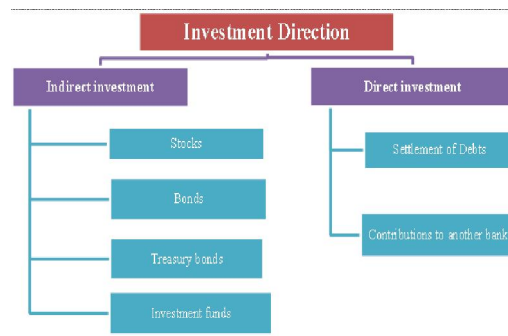 Investment Direction
Indirect investment
Direct investment
Stocks
Settlement of Debts
Bonds
Contributions to another bank
Treasury bonds
Investment funds